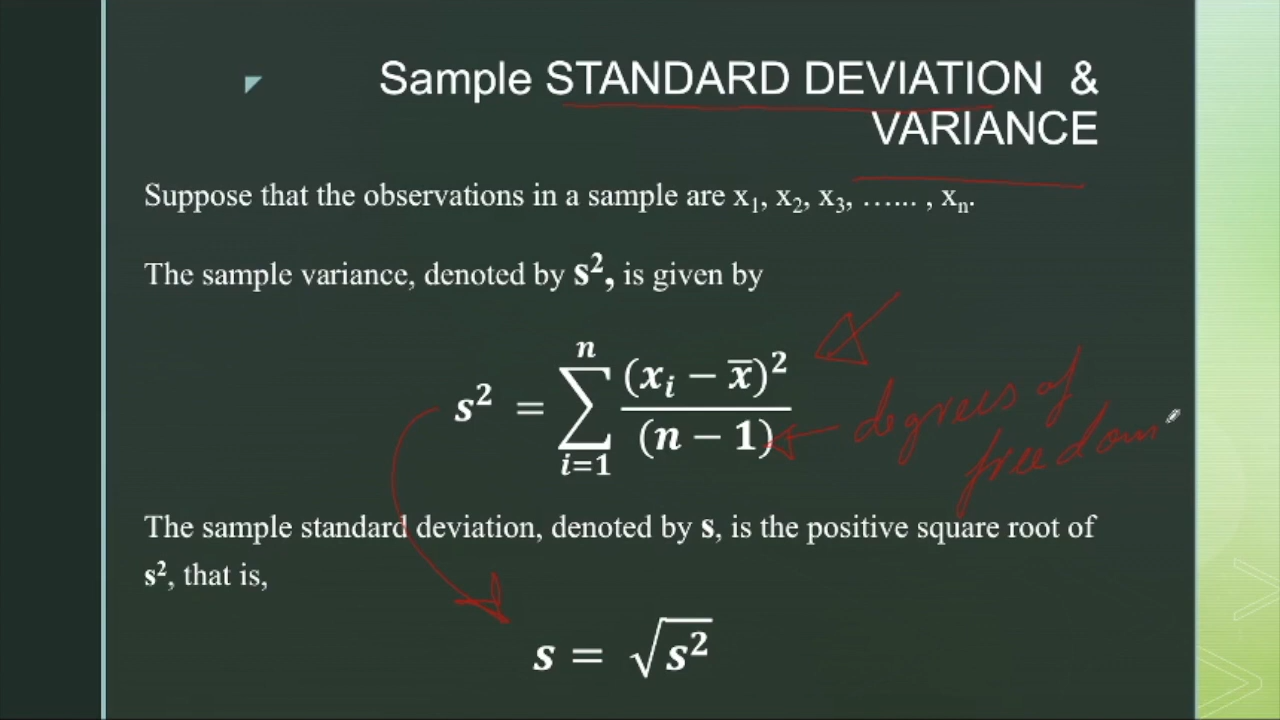 Sample STANDARD DEVIATION &
VARIANCE
Suppose that the observations in a sample are x₁, x₂, x₃, …... , xₙ.
The sample variance, denoted by s², is given by
s² = ∑ⁿᵢ₌₁ (xᵢ − x̅)² / (n − 1)
degrees of
freedom
The sample standard deviation, denoted by s, is the positive square root of
s², that is,
s = √s²